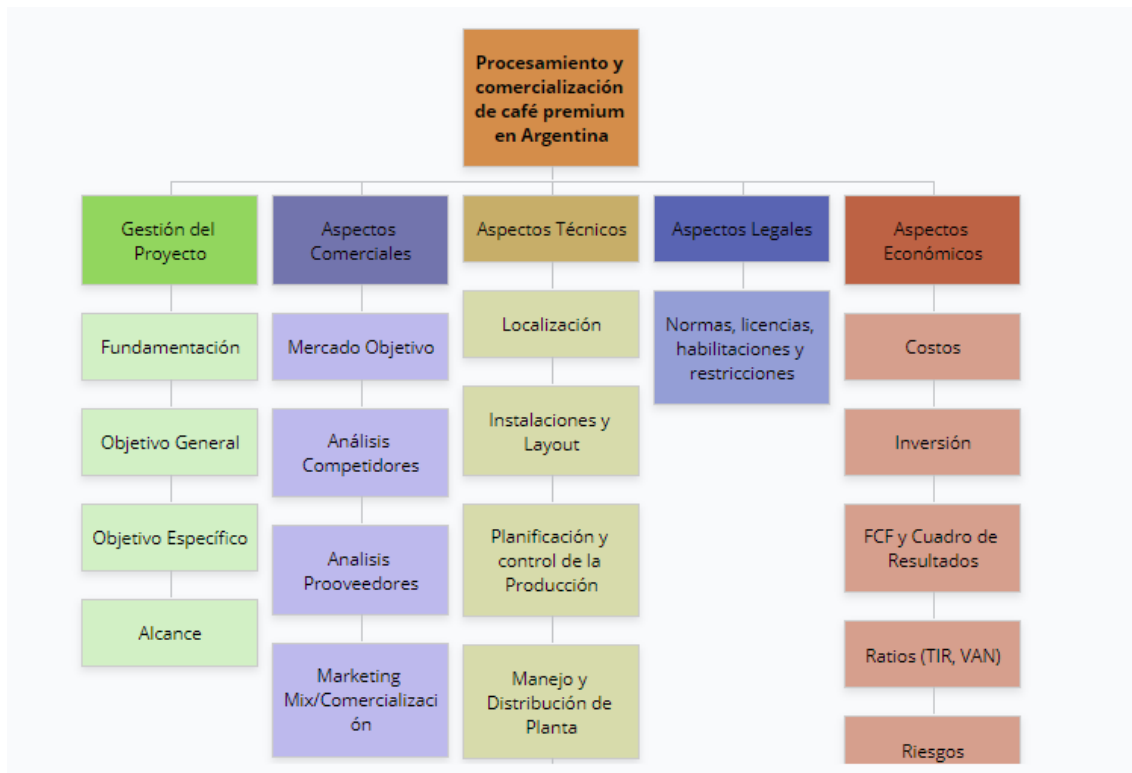 Procesamiento y
comercialización
de café premium
en Argentina
Gestión del
Proyecto
Fundamentación
Objetivo General
Objetivo Específico
Alcance
Aspectos
Comerciales
Mercado Objetivo
Análisis
Competidores
Analisis
Prooveedores
Marketing
Mix/Comercializaci
ón
Aspectos Técnicos
Localización
Instalaciones y
Layout
Planificación y
control de la
Producción
Manejo y
Distribución de
Planta
Aspectos Legales
Normas, licencias,
habilitaciones y
restricciones
Aspectos
Económicos
Costos
Inversión
FCF y Cuadro de
Resultados
Ratios (TIR, VAN)
Riesgos